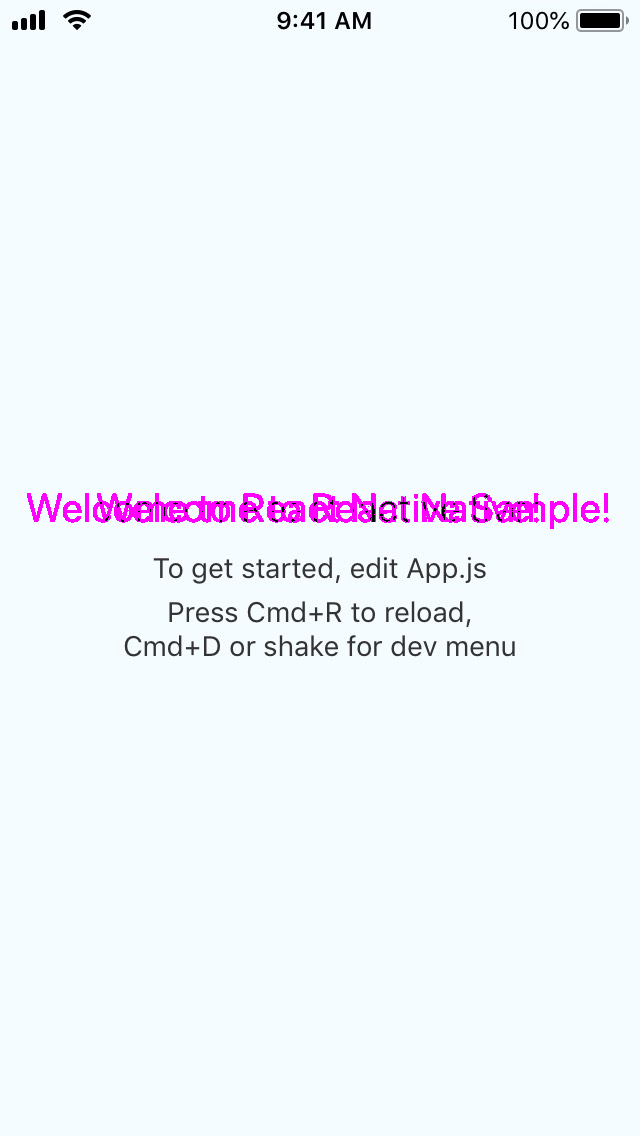 9:41 AM
100%
Welcome to React Native Sample!
Welcome to React Native!
To get started, edit App.js
Press Cmd+R to reload,
Cmd+D or shake for dev menu